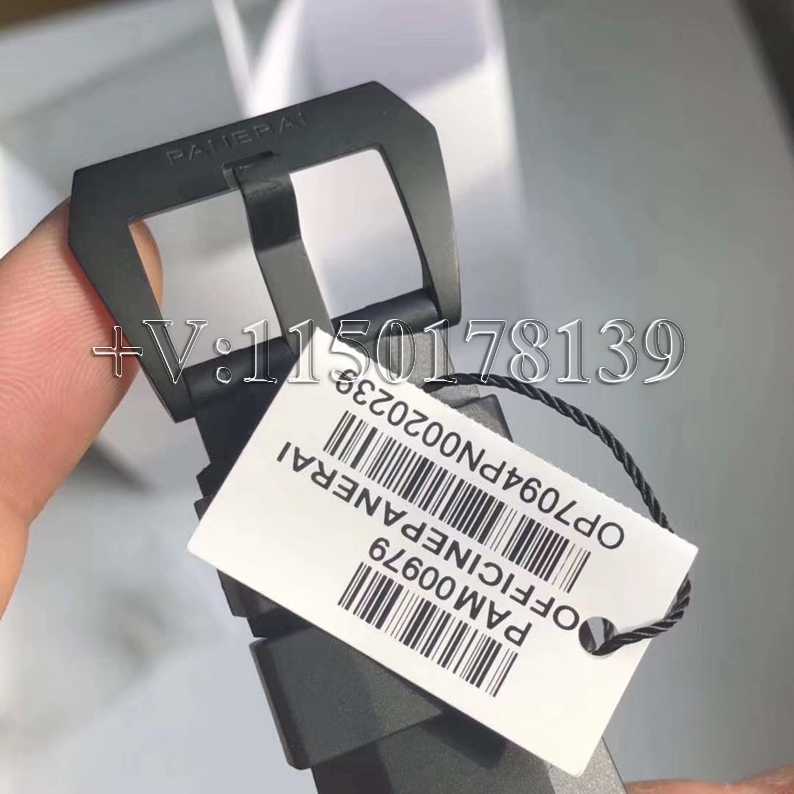 PANERAI
+V:1150178139
OP7094PN0020239
OFFICINEPANERAI
PAM00979